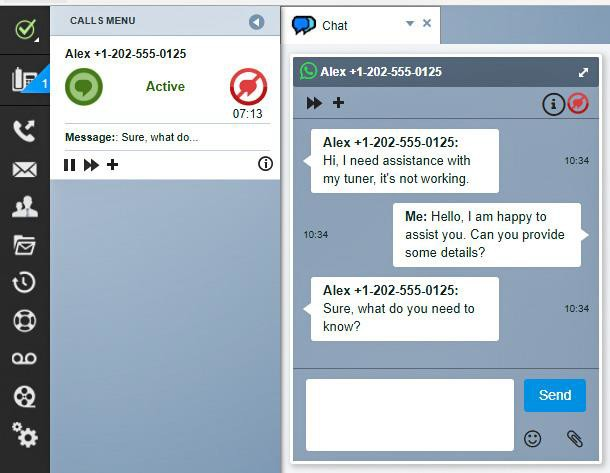 CALLS MENU
Alex +1-202-555-0125
1
Active
07:13
Message:: Sure, what do...
Chat
Alex +1-202-555-0125
Alex +1-202-555-0125:
Hi, I need assistance with
my tuner, it's not working.
10:34
Me: Hello, I am happy to
assist you. Can you provide
some details?
10:34
Alex +1-202-555-0125:
Sure, what do you need to
know?
10:34
Send